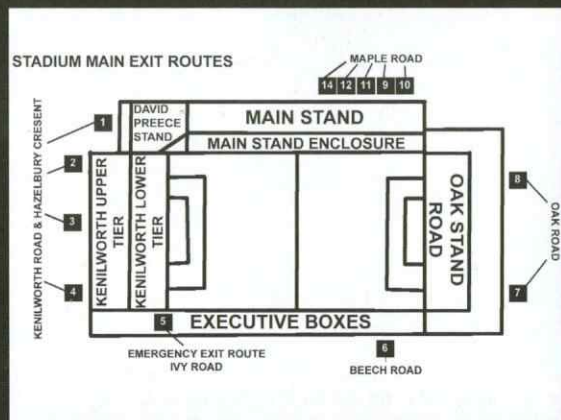 STADIUM MAIN EXIT ROUTES
MAPLE ROAD
14 12 11 9 10
1
DAVID
PREECE
STAND
MAIN STAND
MAIN STAND ENCLOSURE
2
3
4
KENILWORTH ROAD & HAZELBURY CRESENT
KENILWORTH UPPER
TIER
KENILWORTH LOWER
TIER
OAK STAND
ROAD
8
OAK ROAD
7
5
EXECUTIVE BOXES
EMERGENCY EXIT ROUTE
IVY ROAD
6
BEECH ROAD